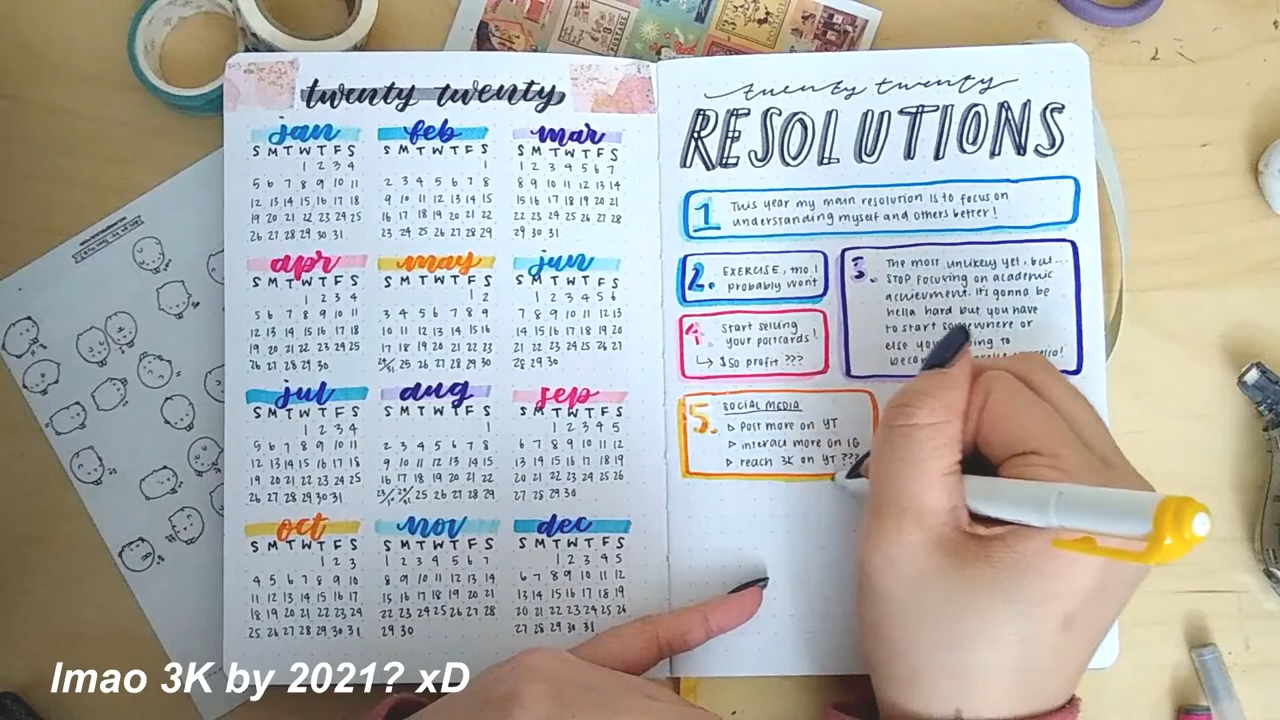 twenty twenty
jan
S M T W T F S
1 2 3 4
5 6 7 8 9 10 11
12 13 14 15 16 17 18
19 20 21 22 23 24 25
26 27 28 29 30 31
feb
S M T W T F S
1
2 3 4 5 6 7 8
9 10 11 12 13 14 15
16 17 18 19 20 21 22
23 24 25 26 27 28 29
mar
S M T W T F S
1 2 3 4 5 6 7
8 9 10 11 12 13 14
15 16 17 18 19 20 21
22 23 24 25 26 27 28
29 30 31
apr
S M T W T F S
1 2 3 4
5 6 7 8 9 10 11
12 13 14 15 16 17 18
19 20 21 22 23 24 25
26 27 28 29 30
may
S M T W T F S
1 2
3 4 5 6 7 8 9
10 11 12 13 14 15 16
17 18 19 20 21 22 23
24/31 25 26 27 28 29 30
jun
S M T W T F S
1 2 3 4 5 6
7 8 9 10 11 12 13
14 15 16 17 18 19 20
21 22 23 24 25 26 27
28 29 30
jul
S M T W T F S
1 2 3 4
5 6 7 8 9 10 11
12 13 14 15 16 17 18
19 20 21 22 23 24 25
26 27 28 29 30 31
aug
S M T W T F S
1
2 3 4 5 6 7 8
9 10 11 12 13 14 15
16 17 18 19 20 21 22
23/30 24/31 25 26 27 28 29
sep
S M T W T F S
1 2 3 4 5
6 7 8 9 10 11 12
13 14 15 16 17 18 19
20 21 22 23 24 25 26
27 28 29 30
oct
S M T W T F S
1 2 3
4 5 6 7 8 9 10
11 12 13 14 15 16 17
18 19 20 21 22 23 24
25 26 27 28 29 30 31
nov
S M T W T F S
1 2 3 4 5 6 7
8 9 10 11 12 13 14
15 16 17 18 19 20 21
22 23 24 25 26 27 28
29 30
dec
S M T W T F S
1 2 3 4 5
6 7 8 9 10 11 12
13 14 15 16 17 18 19
20 21 22 23 24 25 26
27 28 29 30 31
twenty twenty
RESOLUTIONS
1 This year my main resolution is to focus on
understanding myself and others better!
2. EXERCISE, tho I
probably won't
3. The most unlikely yet, but...
STOP focusing on academic
achievment. It's gonna be
hella hard but you have
to start somewhere or
else
4. Start selling
your postcards!
↳ $50 profit ???
5. SOCIAL MEDIA
▷ Post more on YT
▷ interact more on IG
▷ reach 3K on YT ???
lmao 3K by 2021? xD